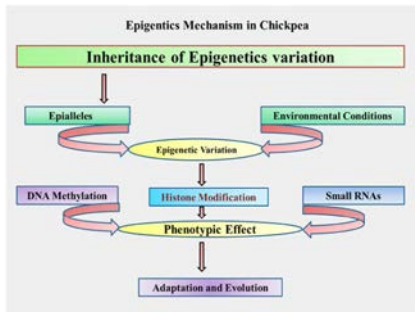 Epigentics Mechanism in Chickpea
Inheritance of Epigenetics variation
Epialleles
Environmental Conditions
Epigenetic Variation
DNA Methylation
Histone Modification
Small RNAs
Phenotypic Effect
Adaptation and Evolution